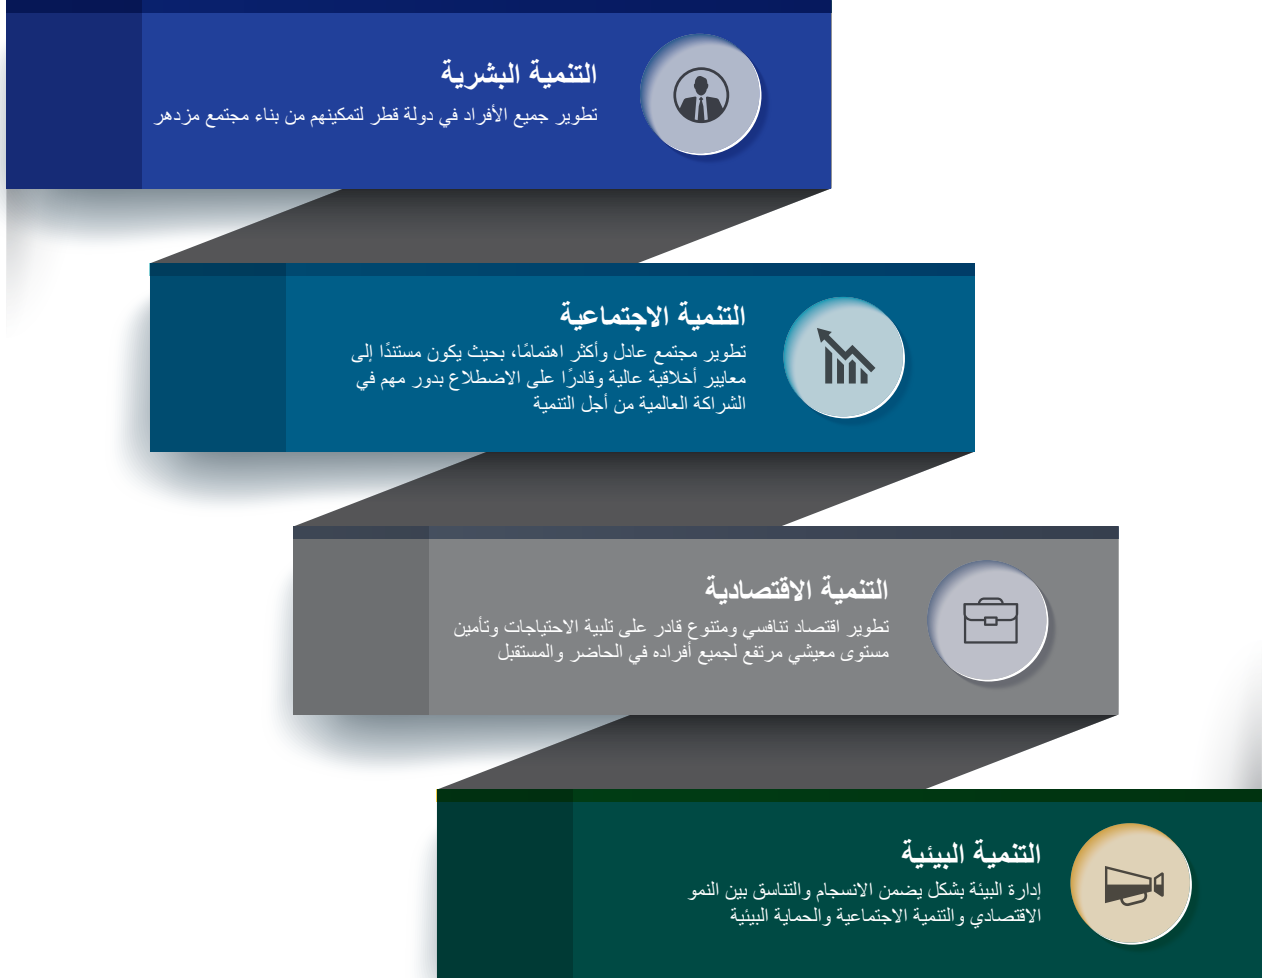 التنمية البشرية
تطوير جميع الأفراد في دولة قطر لتمكينهم من بناء مجتمع مزدهر
التنمية الاجتماعية
تطوير مجتمع عادل وأكثر اهتمامًا، بحيث يكون مستندًا إلى
معايير أخلاقية عالية وقادرًا على الاضطلاع بدور مهم في
الشراكة العالمية من أجل التنمية
التنمية الاقتصادية
تطوير اقتصاد تنافسي ومتنوع قادر على تلبية الاحتياجات وتأمين
مستوى معيشي مرتفع لجميع أفراده في الحاضر والمستقبل
التنمية البيئية
إدارة البيئة بشكل يضمن الانسجام والتناسق بين النمو
الاقتصادي والتنمية الاجتماعية والحماية البيئية